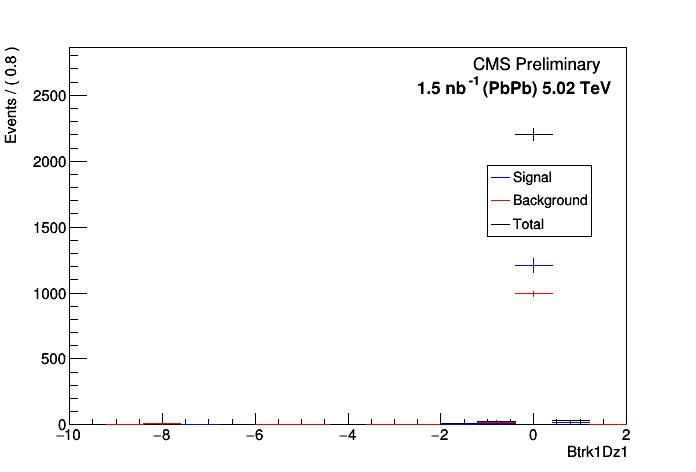 Events / ( 0.8 )
CMS Preliminary
1.5 nb-1 (PbPb) 5.02 TeV
2500
2000
1500
1000
500
0
Signal
Background
Total
−10 −8 −6 −4 −2 0 2
Btrk1Dz1